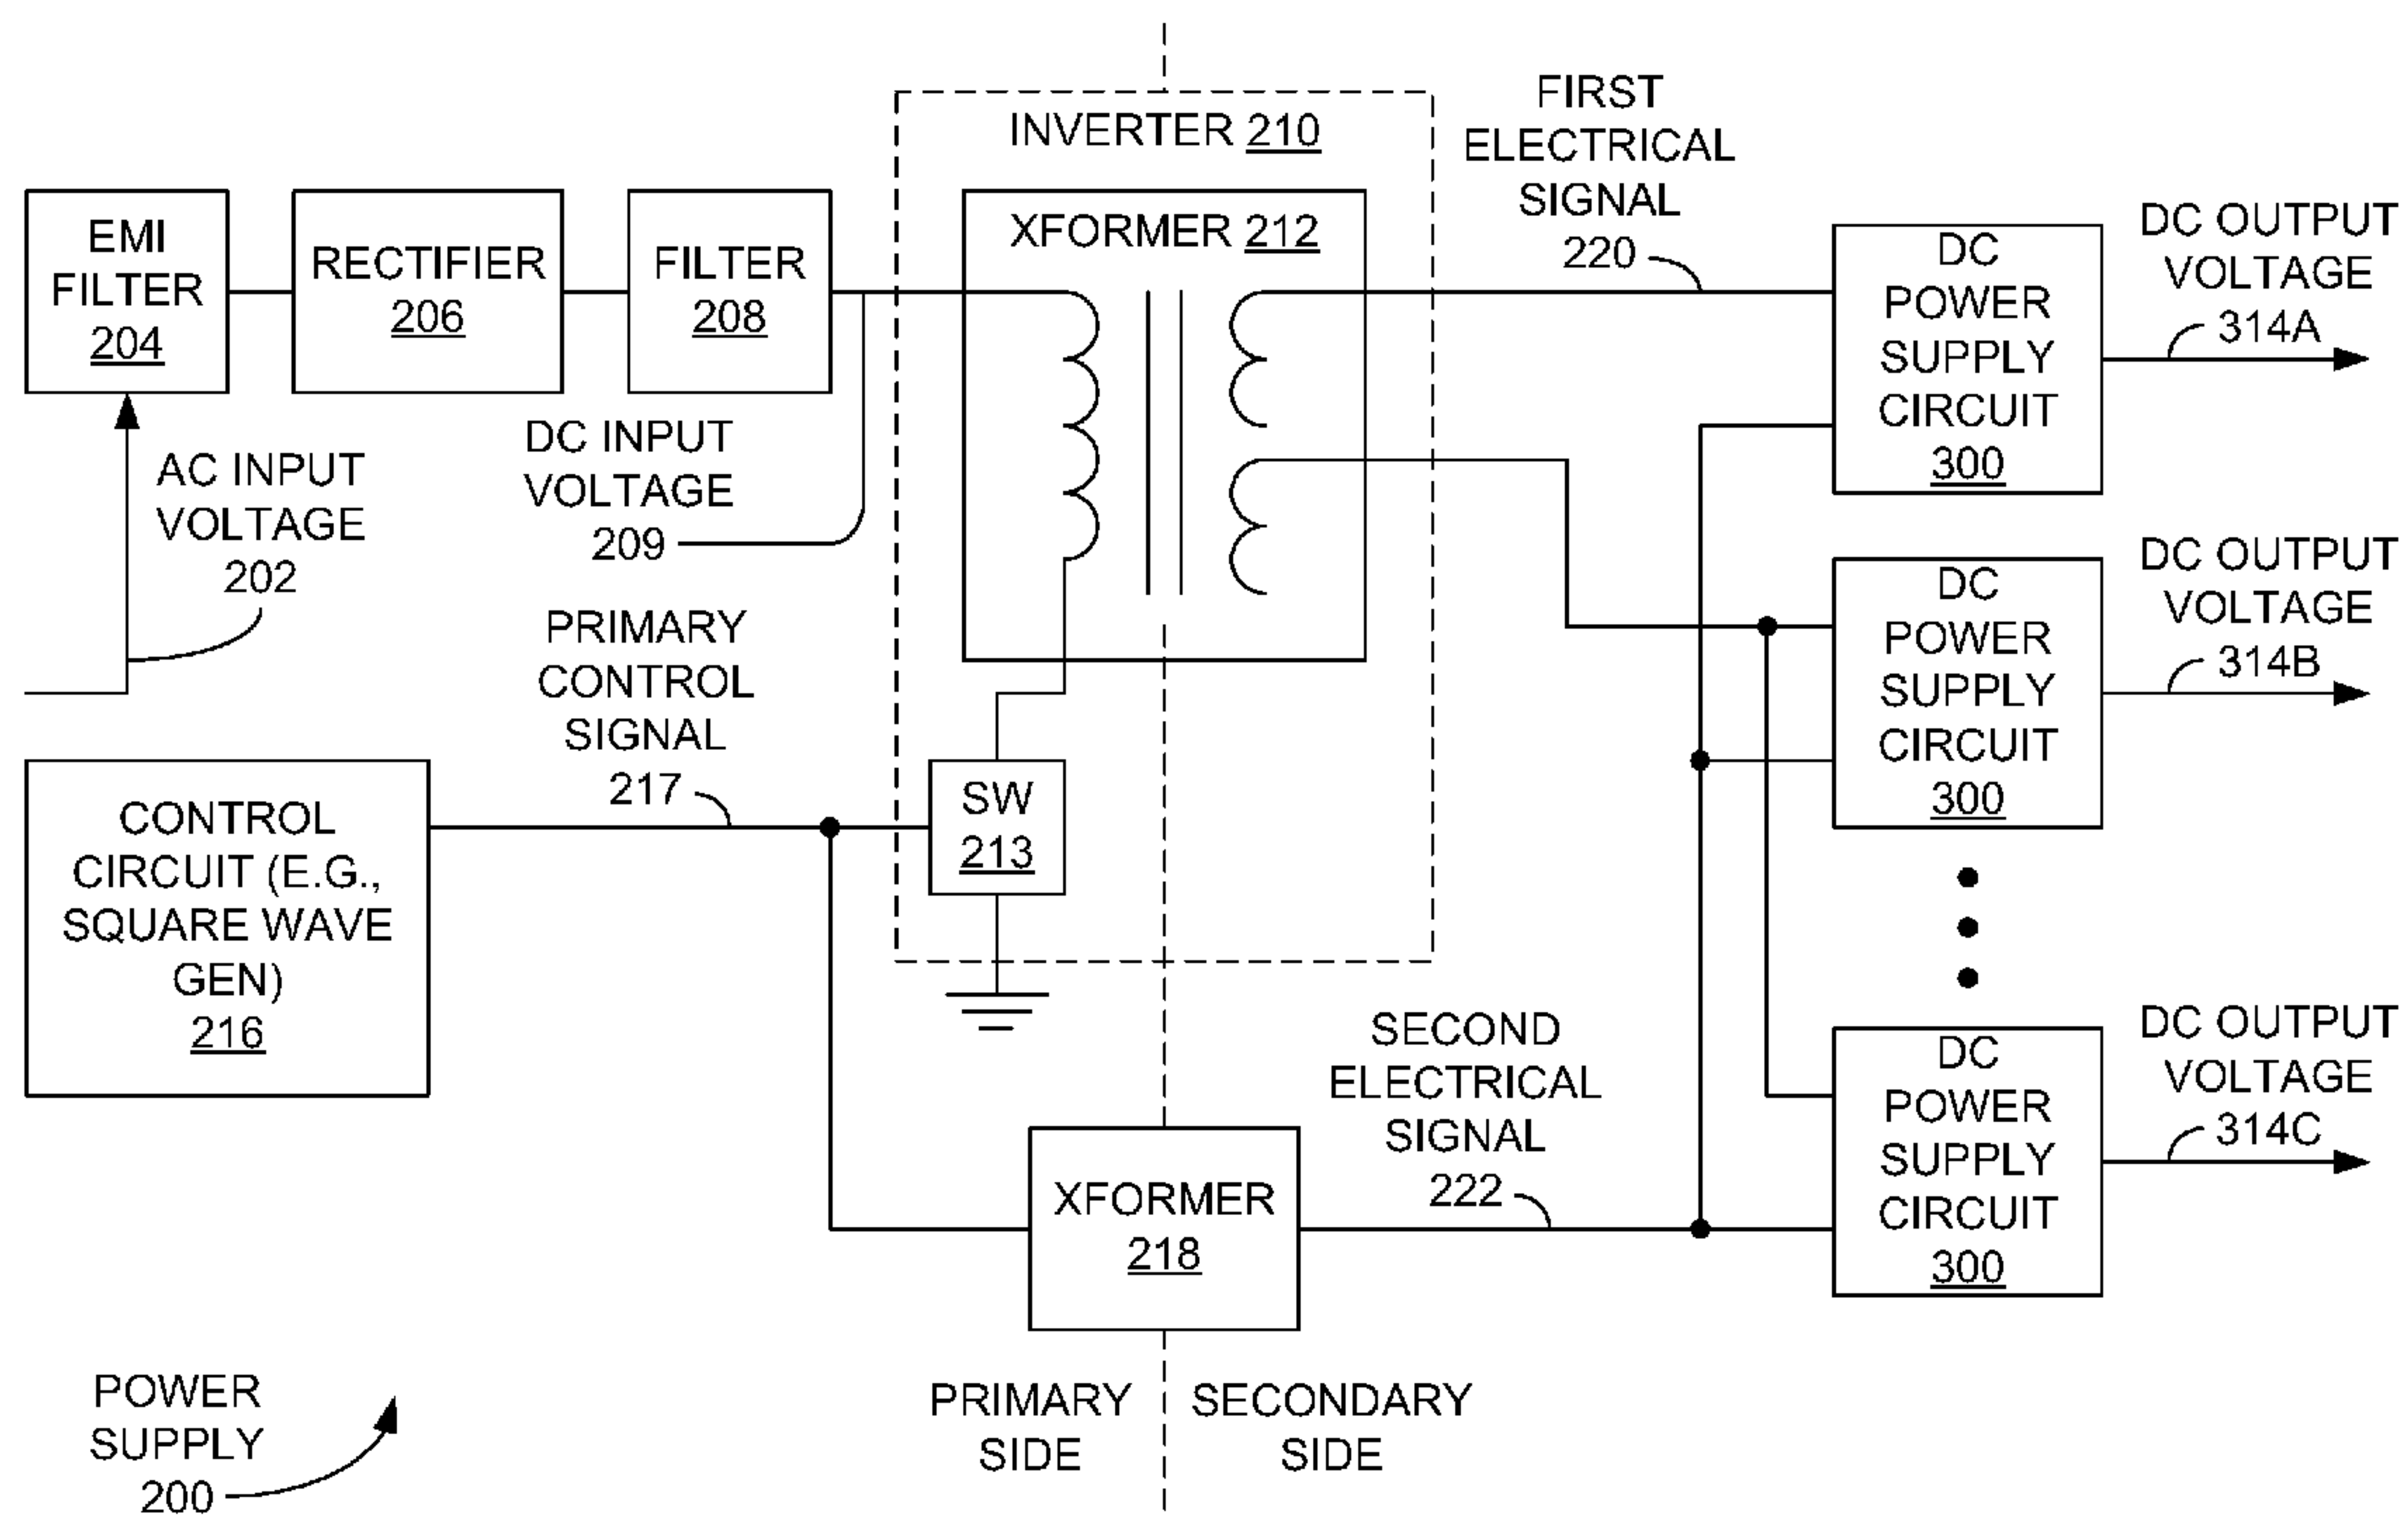 INVERTER 210
FIRST
ELECTRICAL
SIGNAL
220
EMI
FILTER
204
RECTIFIER
206
FILTER
208
XFORMER 212
DC
POWER
SUPPLY
CIRCUIT
300
DC OUTPUT
VOLTAGE
314A
AC INPUT
VOLTAGE
202
DC INPUT
VOLTAGE
209
PRIMARY
CONTROL
SIGNAL
217
DC
POWER
SUPPLY
CIRCUIT
300
DC OUTPUT
VOLTAGE
314B
CONTROL
CIRCUIT (E.G.,
SQUARE WAVE
GEN)
216
SW
213
SECOND
ELECTRICAL
SIGNAL
222
DC
POWER
SUPPLY
CIRCUIT
300
DC OUTPUT
VOLTAGE
314C
XFORMER
218
POWER
SUPPLY
200
PRIMARY
SIDE
SECONDARY
SIDE